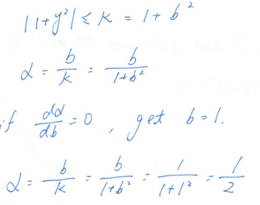 |1+y²| ≤ K = 1+b²
α = b/K = b/(1+b²)
if dα/db = 0, get b=1.
α = b/K = b/(1+b²) = 1/(1+1²) = 1/2